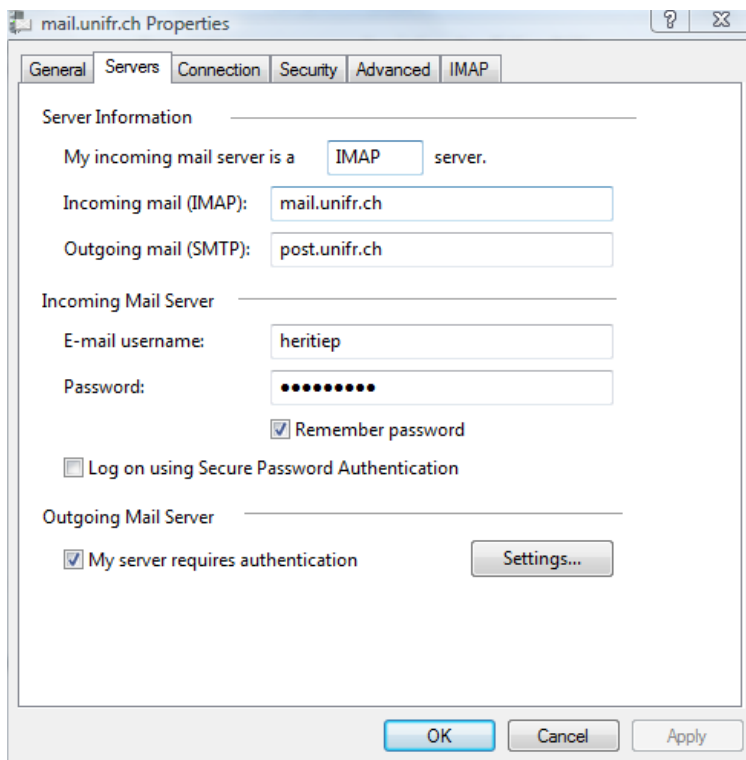 mail.unifr.ch Properties
General Servers Connection Security Advanced IMAP
Server Information
My incoming mail server is a IMAP server.
Incoming mail (IMAP): mail.unifr.ch
Outgoing mail (SMTP): post.unifr.ch
Incoming Mail Server
E-mail username: heritiep
Password: •••••••••
Remember password
Log on using Secure Password Authentication
Outgoing Mail Server
My server requires authentication Settings...
OK Cancel Apply